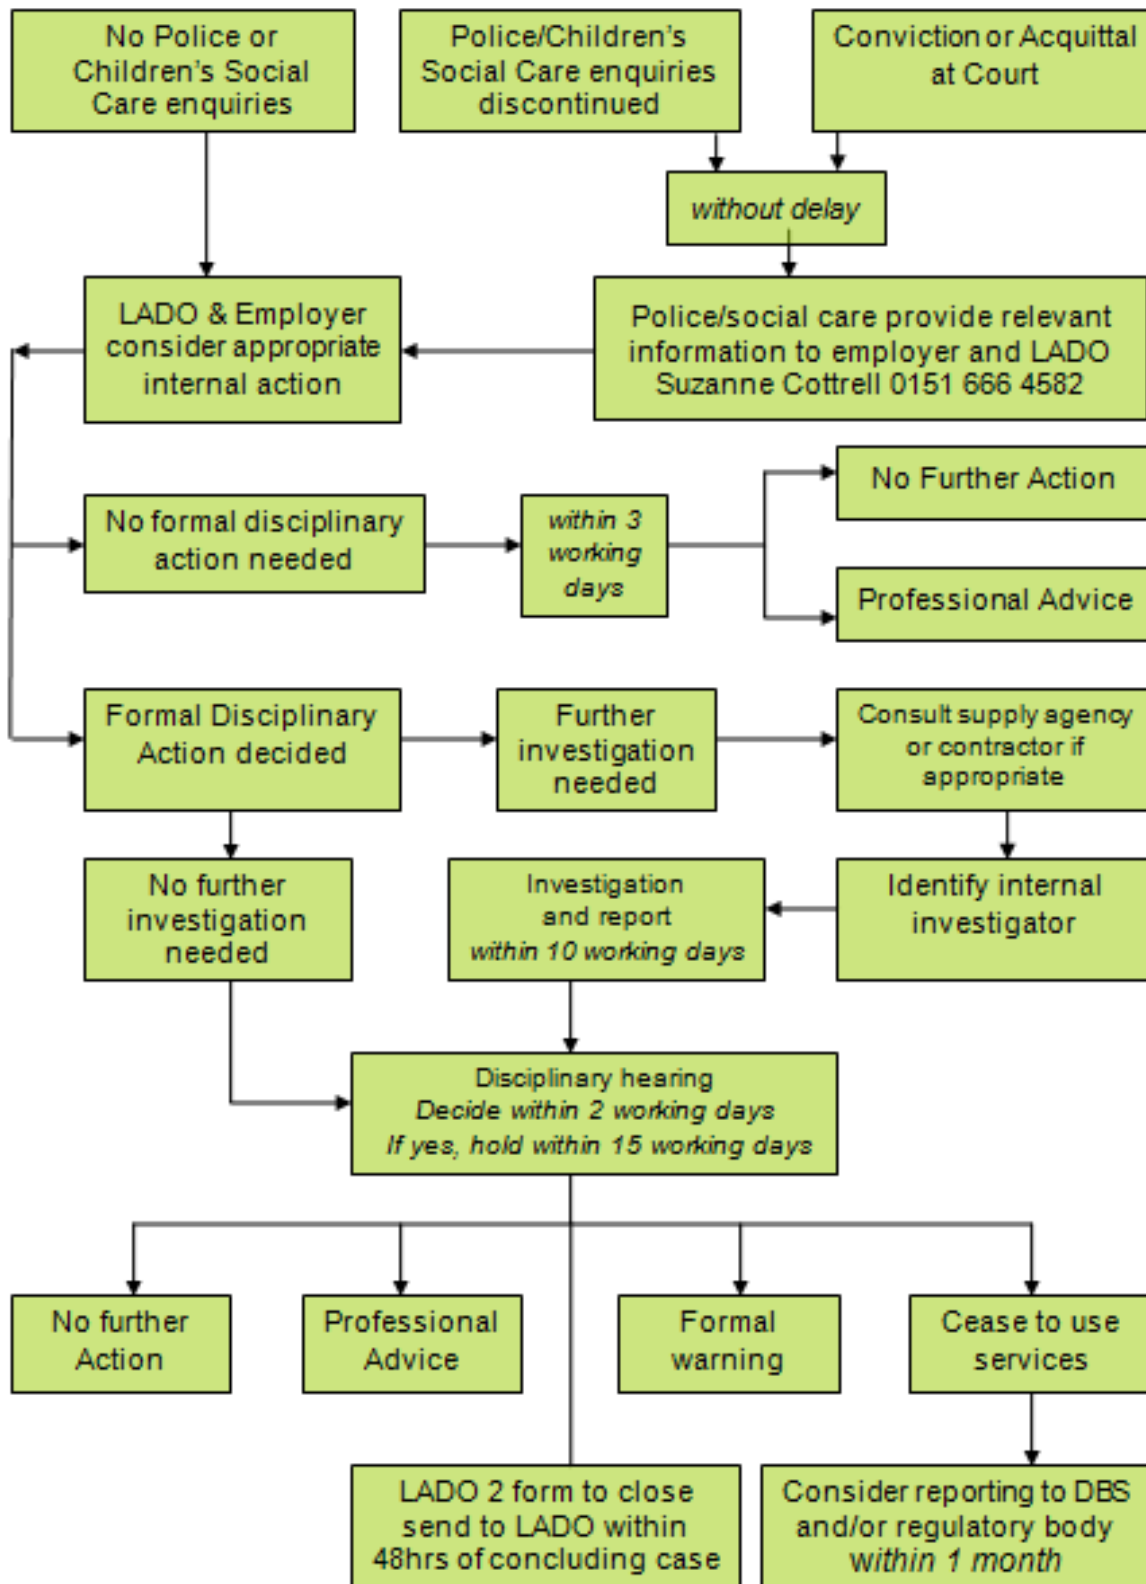 No Police or
Children's Social
Care enquiries
Police/Children's
Social Care enquiries
discontinued
Conviction or Acquittal
at Court
without delay
LADO & Employer
consider appropriate
internal action
Police/social care provide relevant
information to employer and LADO
Suzanne Cottrell 0151 666 4582
No Further Action
No formal disciplinary
action needed
within 3
working
days
Professional Advice
Formal Disciplinary
Action decided
Further
investigation
needed
Consult supply agency
or contractor if
appropriate
No further
investigation
needed
Investigation
and report
within 10 working days
Identify internal
investigator
Disciplinary hearing
Decide within 2 working days
If yes, hold within 15 working days
No further
Action
Professional
Advice
Formal
warning
Cease to use
services
LADO 2 form to close
send to LADO within
48hrs of concluding case
Consider reporting to DBS
and/or regulatory body
within 1 month